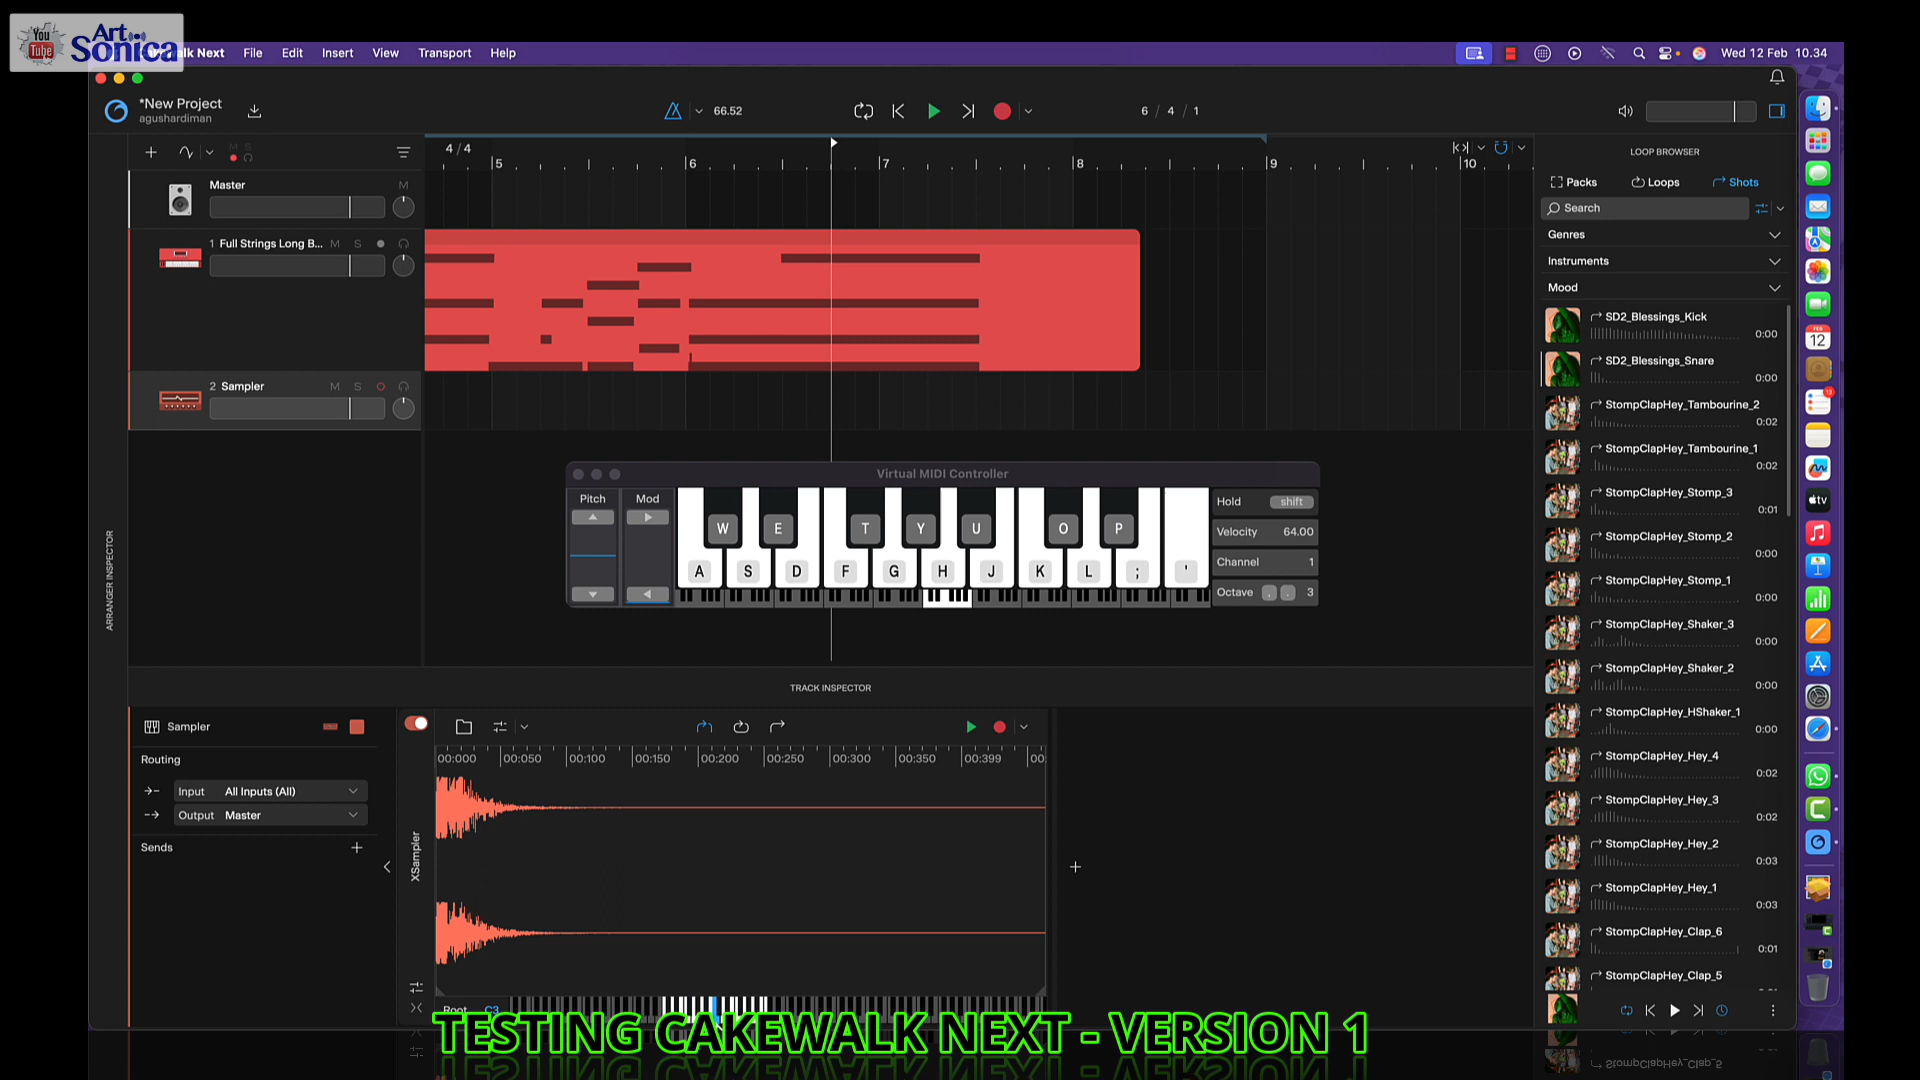 You
Tube
Art
Sonica
lk Next File Edit Insert View Transport Help
Wed 12 Feb 10.34
*New Project
agushardiman
66.52
6 / 4 / 1
M S
4 / 4
5 6 7 8 9 10
Master M
1 Full Strings Long B... M S
2 Sampler M S
ARRANGER INSPECTOR
Virtual MIDI Controller
Pitch Mod
W E T Y U O P
A S D F G H J K L ; '
Hold shift
Velocity 64.00
Channel 1
Octave , . 3
TRACK INSPECTOR
Sampler
Routing
Input All Inputs (All)
Output Master
Sends
XSampler
00:000 00:050 00:100 00:150 00:200 00:250 00:300 00:350 00:399 00:
Root C3
LOOP BROWSER
Packs Loops Shots
Search
Genres
Instruments
Mood
SD2_Blessings_Kick
0:00
SD2_Blessings_Snare
0:00
StompClapHey_Tambourine_2
0:02
StompClapHey_Tambourine_1
0:02
StompClapHey_Stomp_3
0:01
StompClapHey_Stomp_2
0:00
StompClapHey_Stomp_1
0:00
StompClapHey_Shaker_3
0:00
StompClapHey_Shaker_2
0:00
StompClapHey_HShaker_1
0:00
StompClapHey_Hey_4
0:02
StompClapHey_Hey_3
0:02
StompClapHey_Hey_2
0:03
StompClapHey_Hey_1
0:03
StompClapHey_Clap_6
0:01
StompClapHey_Clap_5
FEB
12
tv
TESTING CAKEWALK NEXT - VERSION 1